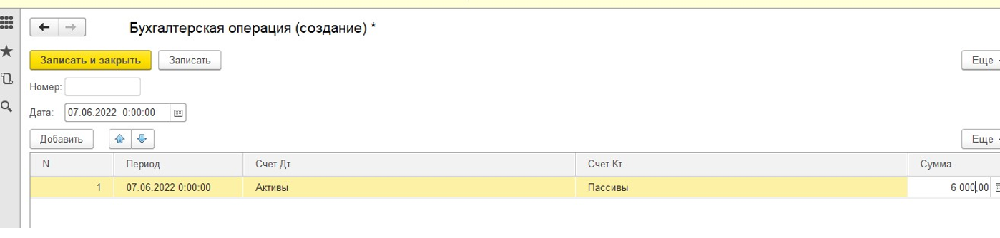 Бухгалтерская операция (создание) *
Записать и закрыть Записать Еще
Номер:
Дата: 07.06.2022 0:00:00
Добавить Еще
N Период Счет Дт Счет Кт Сумма
1 07.06.2022 0:00:00 Активы Пассивы 6 000,00